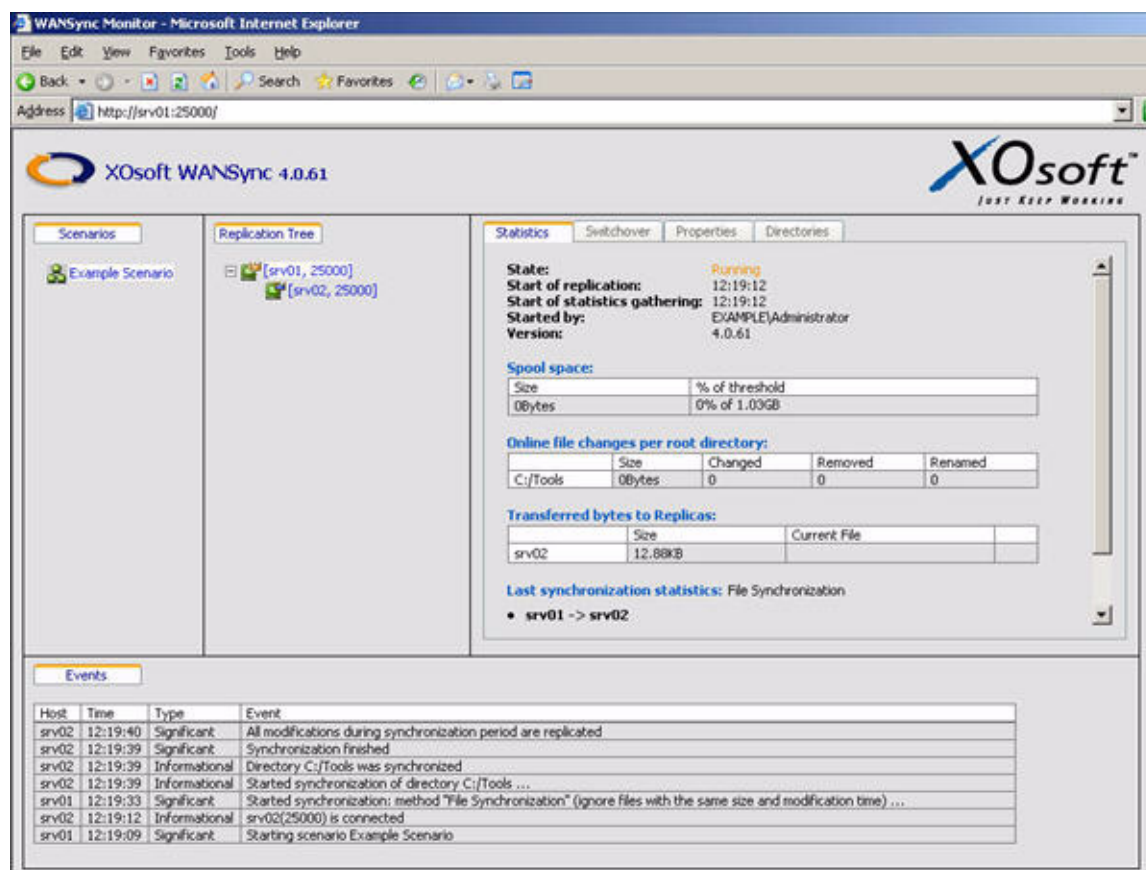 WANSync Monitor - Microsoft Internet Explorer
File Edit View Favorites Tools Help
Back Search Favorites
Address http://srv01:25000/
XOsoft WANSync 4.0.61
XOsoft™
Just Keep Working
Scenarios
Example Scenario
Replication Tree
[srv01, 25000]
[srv02, 25000]
Statistics Switchover Properties Directories
State: Running
Start of replication: 12:19:12
Start of statistics gathering: 12:19:12
Started by: EXAMPLE\Administrator
Version: 4.0.61
Spool space:
Size % of threshold
0Bytes 0% of 1.03GB
Online file changes per root directory:
Size Changed Removed Renamed
C:/Tools 0Bytes 0 0 0
Transferred bytes to Replicas:
Size Current File
srv02 12.88KB
Last synchronization statistics: File Synchronization
• srv01 -> srv02
Events
Host Time Type Event
srv02 12:19:40 Significant All modifications during synchronization period are replicated
srv02 12:19:39 Significant Synchronization finished
srv02 12:19:39 Informational Directory C:/Tools was synchronized
srv02 12:19:39 Informational Started synchronization of directory C:/Tools ...
srv01 12:19:33 Significant Started synchronization: method "File Synchronization" (ignore files with the same size and modification time) ...
srv02 12:19:12 Informational srv02(25000) is connected
srv01 12:19:09 Significant Starting scenario Example Scenario